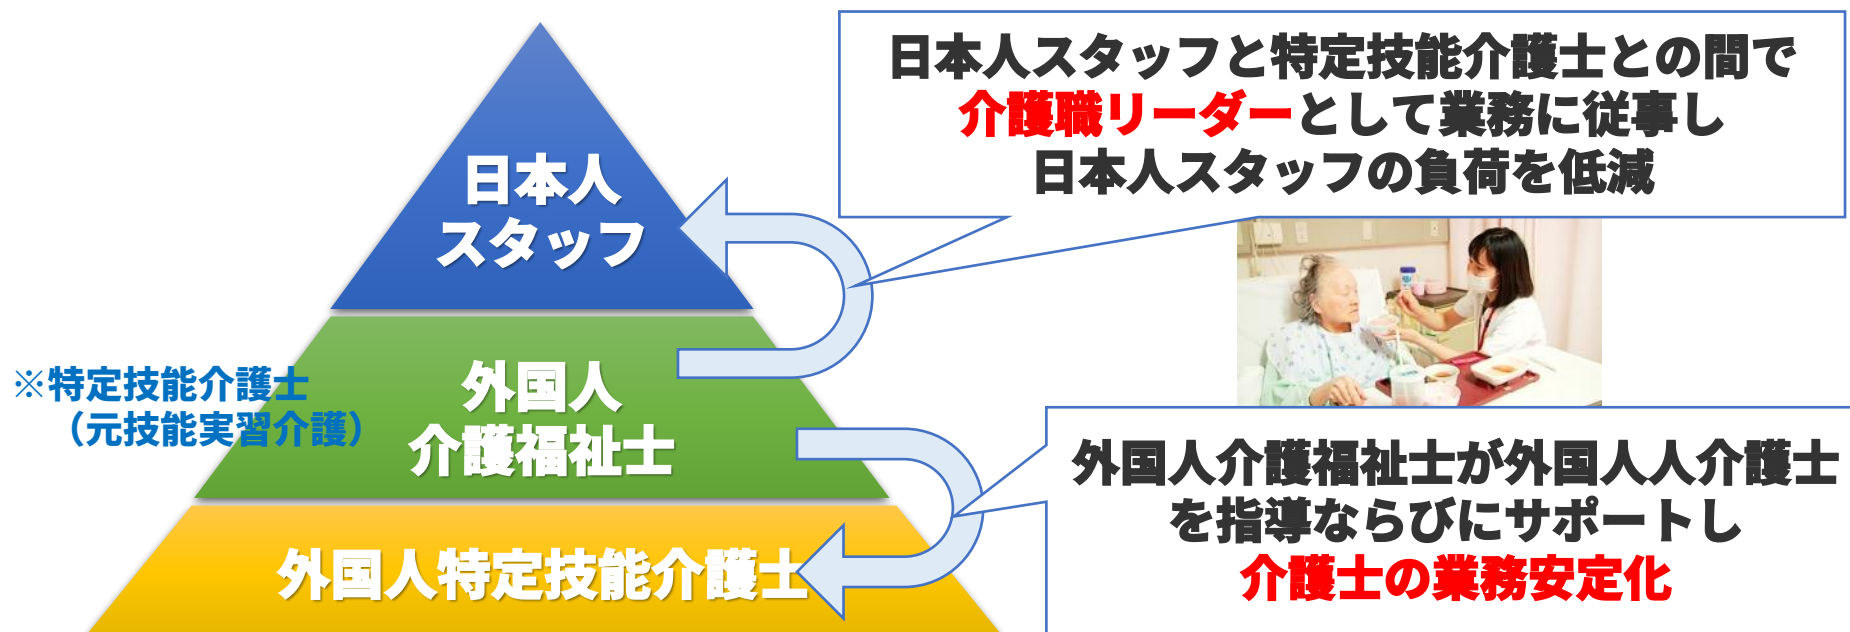 日本人スタッフと特定技能介護士との間で
介護職リーダーとして業務に従事し
日本人スタッフの負荷を低減
日本人
スタッフ
※特定技能介護士
(元技能実習介護)
外国人
介護福祉士
外国人介護福祉士が外国人人介護士
を指導ならびにサポートし
介護士の業務安定化
外国人特定技能介護士